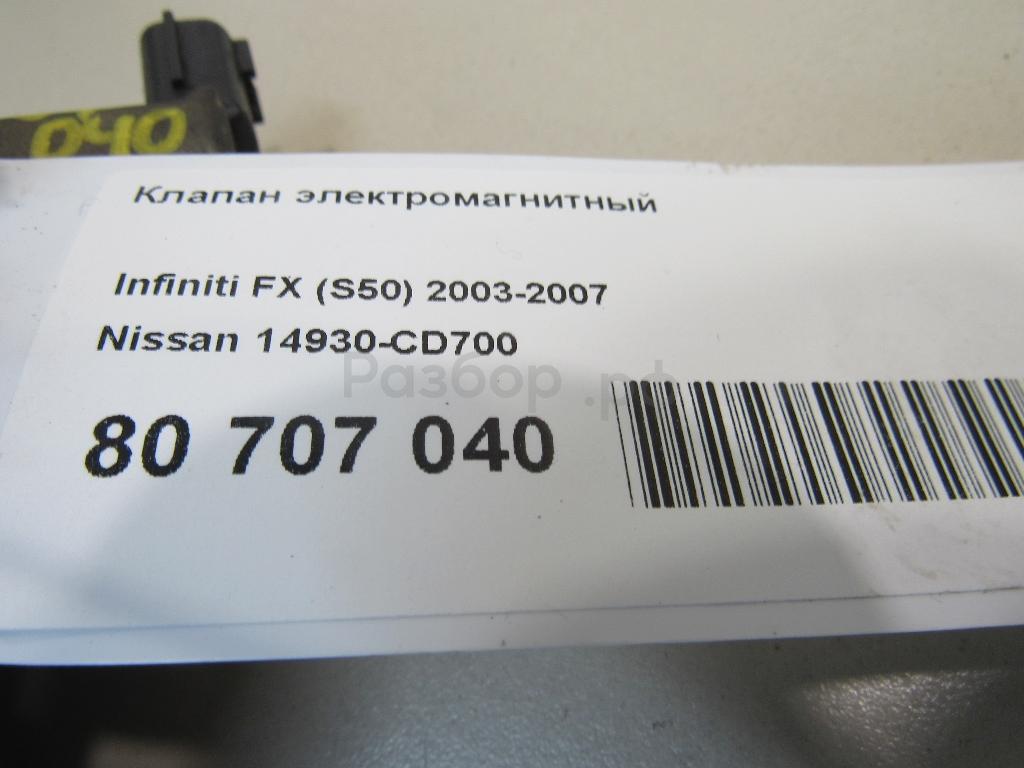 040
Клапан электромагнитный
Infiniti FX (S50) 2003-2007
Nissan 14930-CD700
Разбор.рф
80 707 040